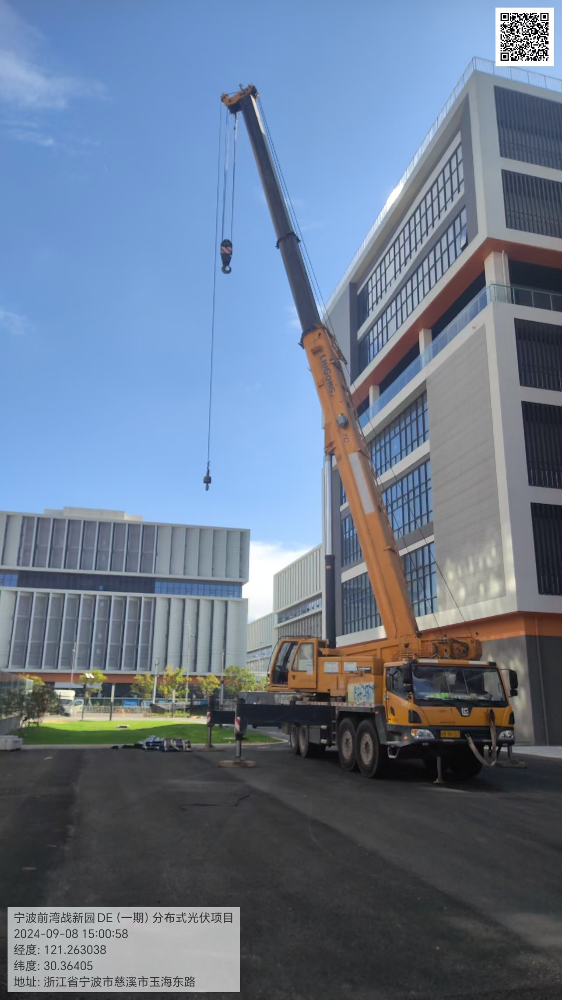 LIUGONG
TC
宁波前湾战新园DE（一期）分布式光伏项目
2024-09-08 15:00:58
经度: 121.263038
纬度: 30.36405
地址: 浙江省宁波市慈溪市玉海东路